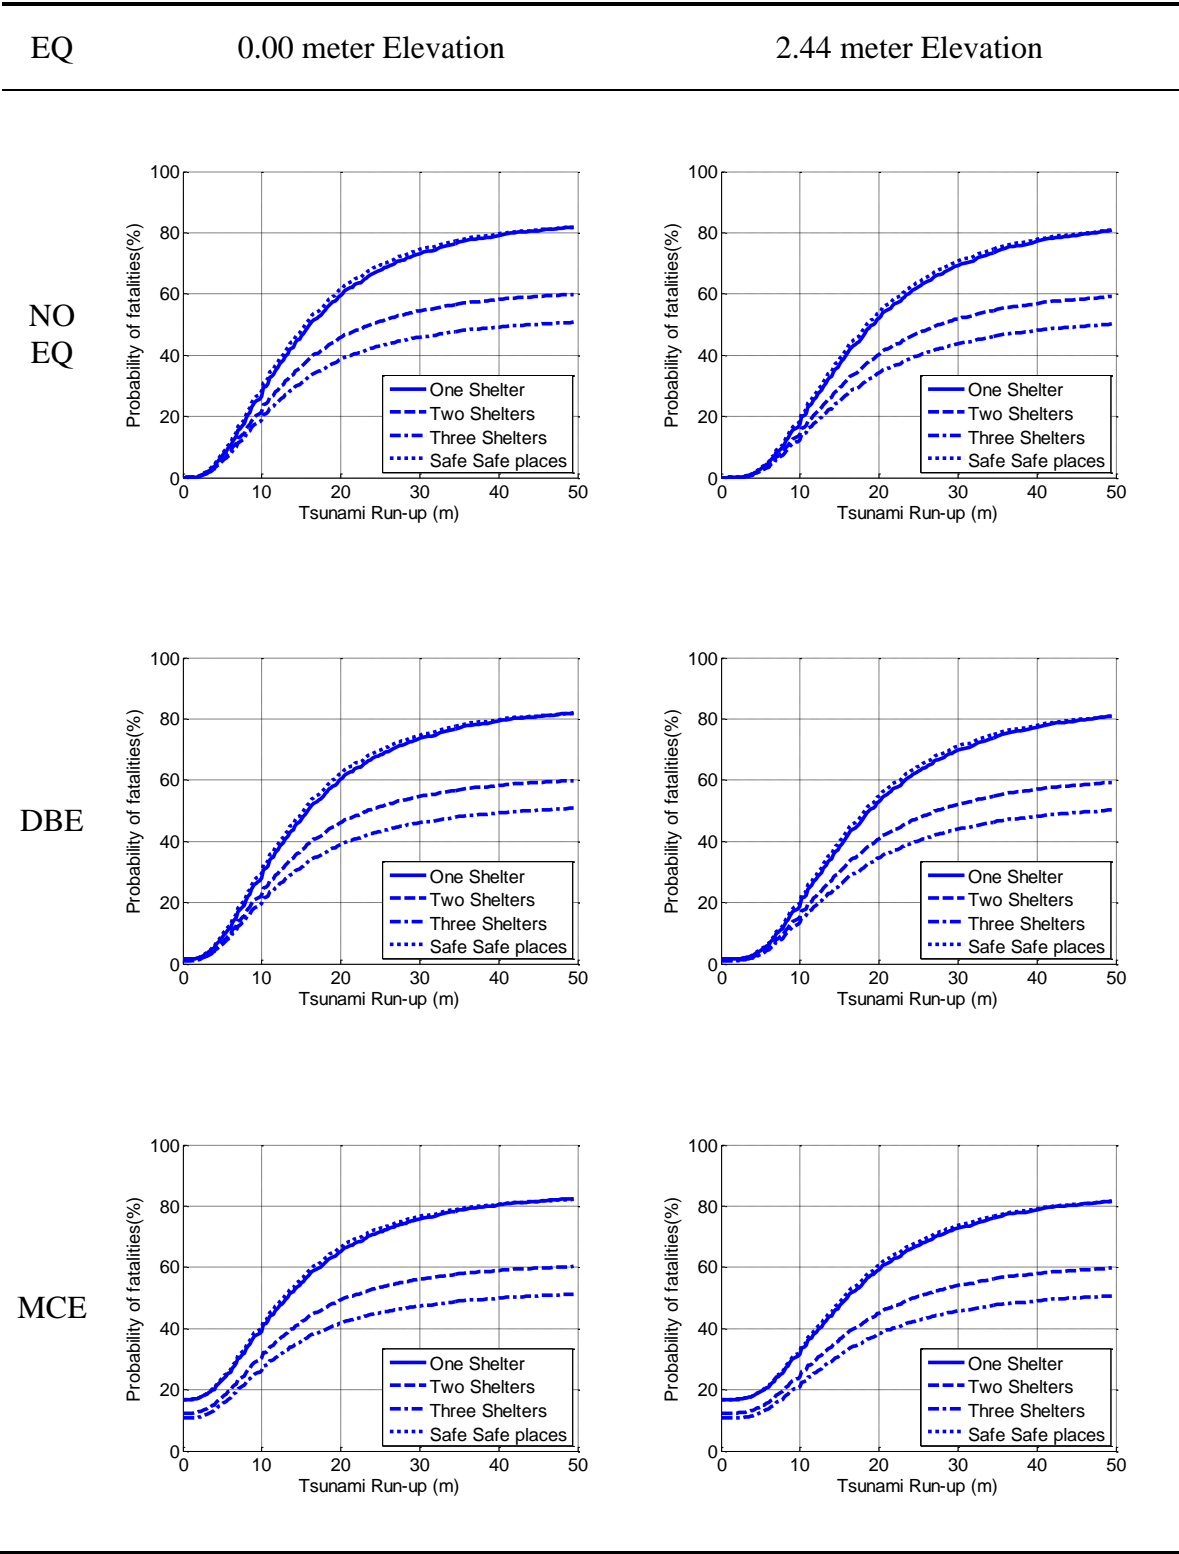 EQ 0.00 meter Elevation 2.44 meter Elevation
NO
EQ
Probability of fatalities(%)
100
80
60
40
20
0
0 10 20 30 40 50
Tsunami Run-up (m)
One Shelter
Two Shelters
Three Shelters
Safe Safe places
Probability of fatalities(%)
100
80
60
40
20
0
0 10 20 30 40 50
Tsunami Run-up (m)
One Shelter
Two Shelters
Three Shelters
Safe Safe places
DBE
Probability of fatalities(%)
100
80
60
40
20
0
0 10 20 30 40 50
Tsunami Run-up (m)
One Shelter
Two Shelters
Three Shelters
Safe Safe places
Probability of fatalities(%)
100
80
60
40
20
0
0 10 20 30 40 50
Tsunami Run-up (m)
One Shelter
Two Shelters
Three Shelters
Safe Safe places
MCE
Probability of fatalities(%)
100
80
60
40
20
0
0 10 20 30 40 50
Tsunami Run-up (m)
One Shelter
Two Shelters
Three Shelters
Safe Safe places
Probability of fatalities(%)
100
80
60
40
20
0
0 10 20 30 40 50
Tsunami Run-up (m)
One Shelter
Two Shelters
Three Shelters
Safe Safe places